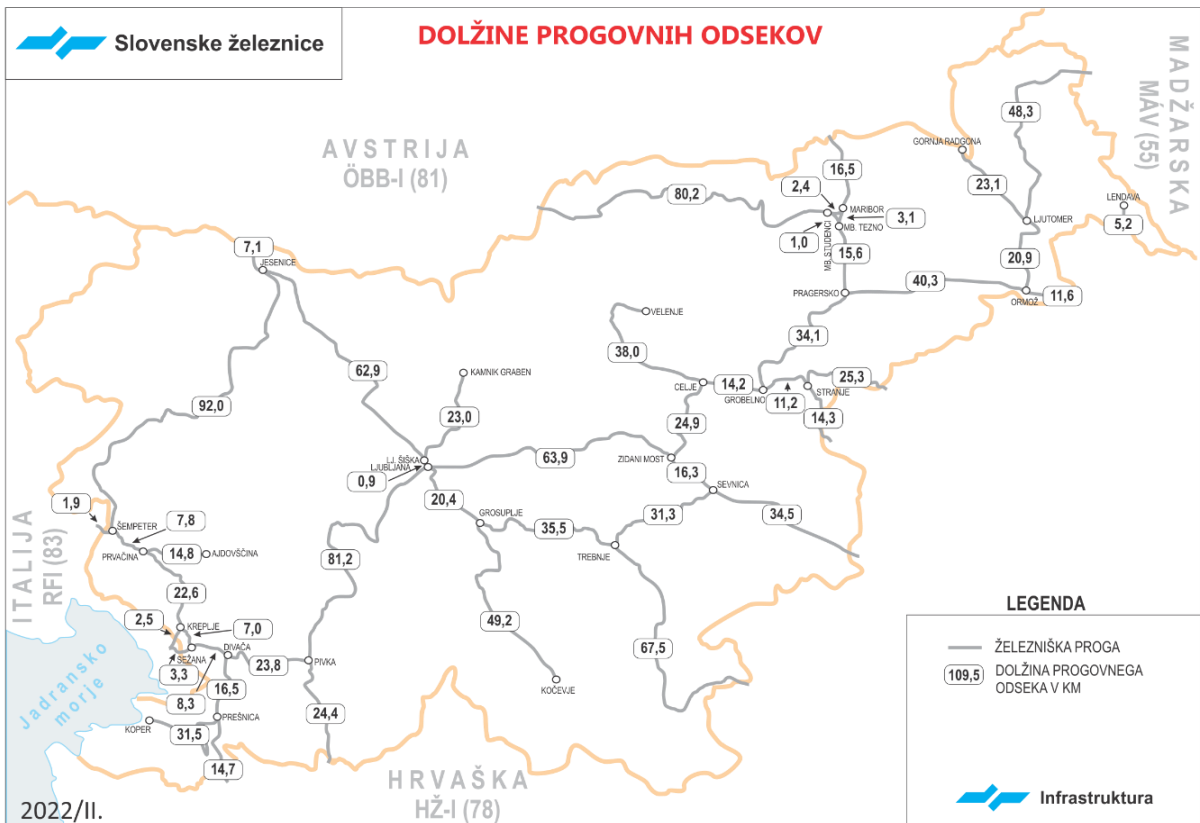 Slovenske železnice
DOLŽINE PROGOVNIH ODSEKOV
MADŽARSKA
MÁV (55)
AVSTRIJA
ÖBB-I (81)
48,3
GORNJA RADGONA
16,5
23,1
2,4
80,2
LENDAVA
5,2
MARIBOR
3,1
MB. TEZNO
LJUTOMER
1,0
MB. STUDENCI
15,6
7,1
JESENICE
20,9
40,3
PRAGERSKO
11,6
ORMOŽ
VELENJE
34,1
38,0
62,9
KAMNIK GRABEN
25,3
CELJE
14,2
STRANJE
GROBELNO
11,2
92,0
23,0
24,9
14,3
LJ. ŠIŠKA
LJUBLJANA
63,9
ZIDANI MOST
0,9
16,3
SEVNICA
20,4
1,9
GROSUPLJE
31,3
34,5
ŠEMPETER
7,8
35,5
PRVAČINA
14,8
AJDOVŠČINA
81,2
TREBNJE
ITALIJA
RFI (83)
22,6
2,5
KREPLJE
7,0
49,2
SEŽANA
DIVAČA
23,8
PIVKA
67,5
3,3
8,3
16,5
KOČEVJE
Jadransko
morje
PREŠNICA
KOPER
31,5
24,4
14,7
HRVAŠKA
HŽ-I (78)
LEGENDA
ŽELEZNIŠKA PROGA
109,5
DOLŽINA PROGOVNEGA
ODSEKA V KM
Infrastruktura
2022/II.